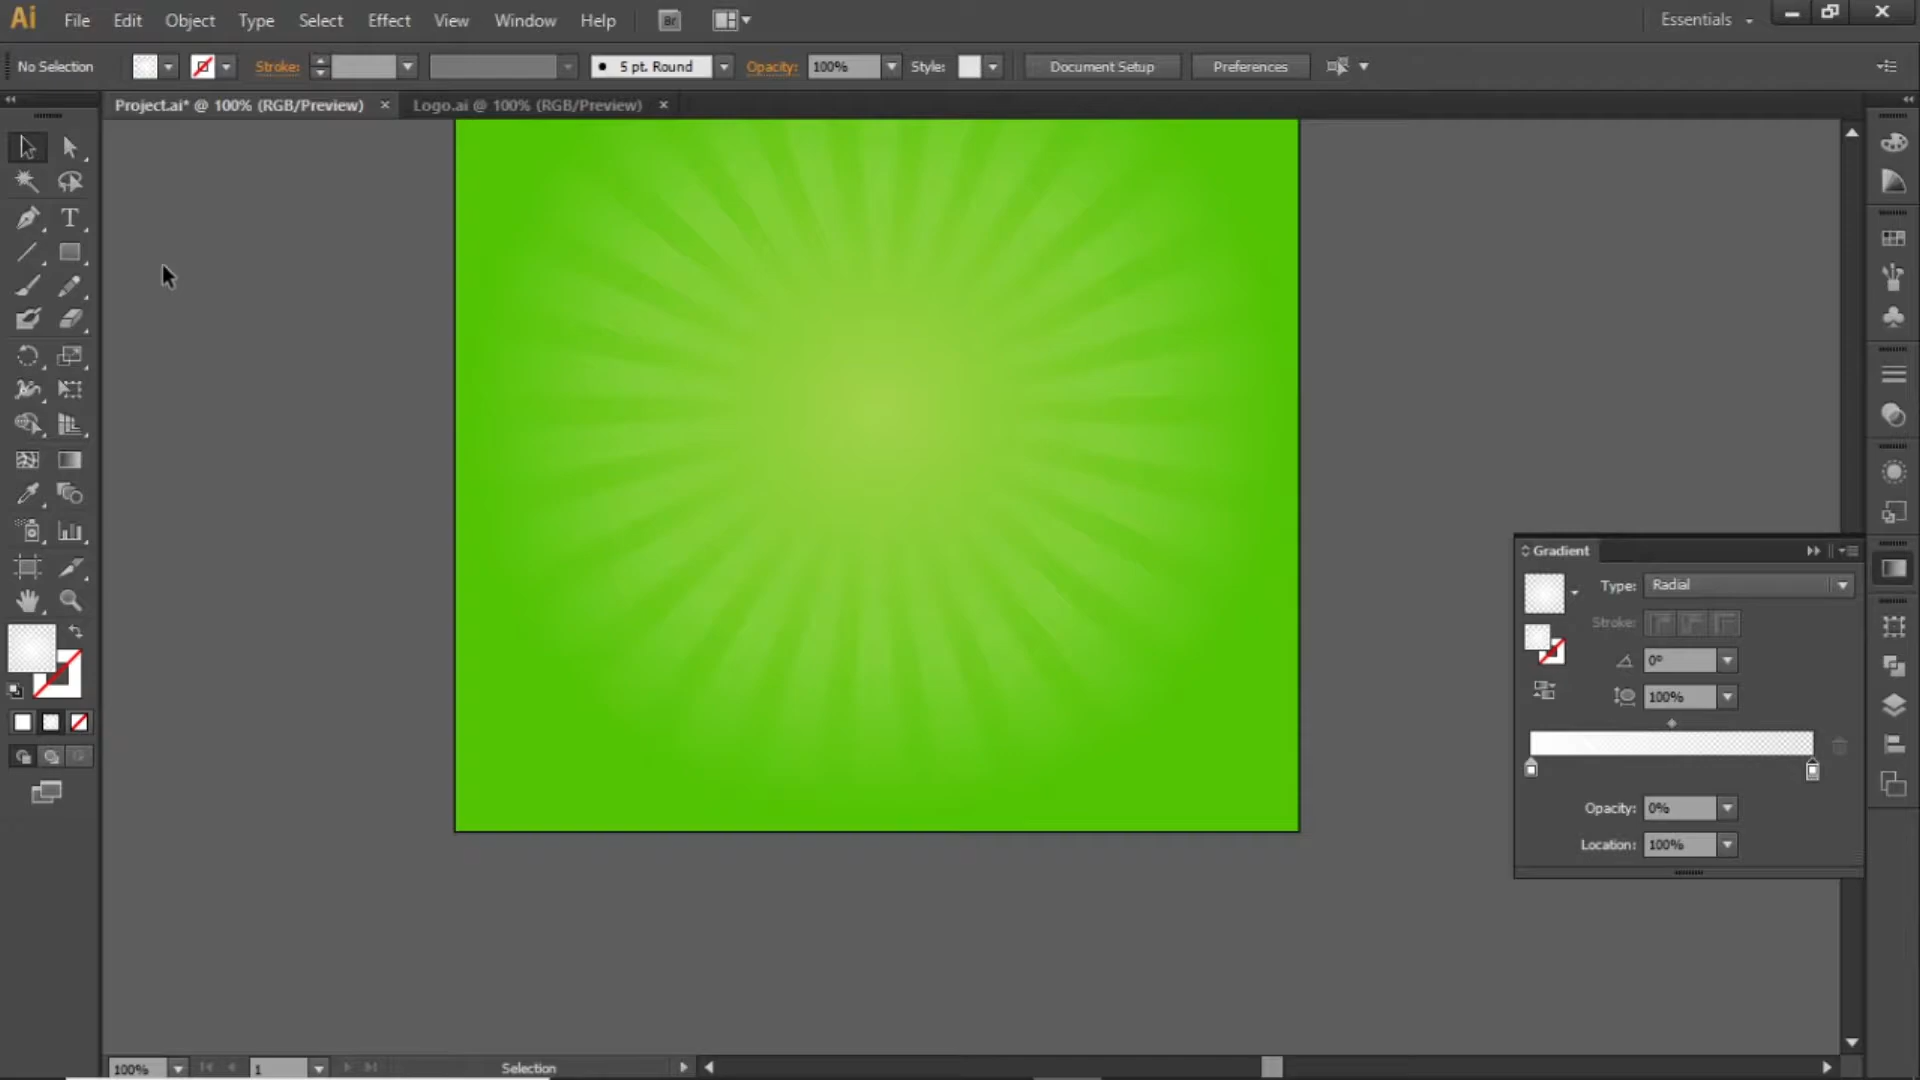 Ai File Edit Object Type Select Effect View Window Help Br Essentials
No Selection Stroke: 5 pt. Round Opacity: 100% Style: Document Setup Preferences
Project.ai* @ 100% (RGB/Preview) Logo.ai @ 100% (RGB/Preview)
T
Gradient
Type: Radial
Stroke:
0°
100%
Opacity: 0%
Location: 100%
100% 1 Selection